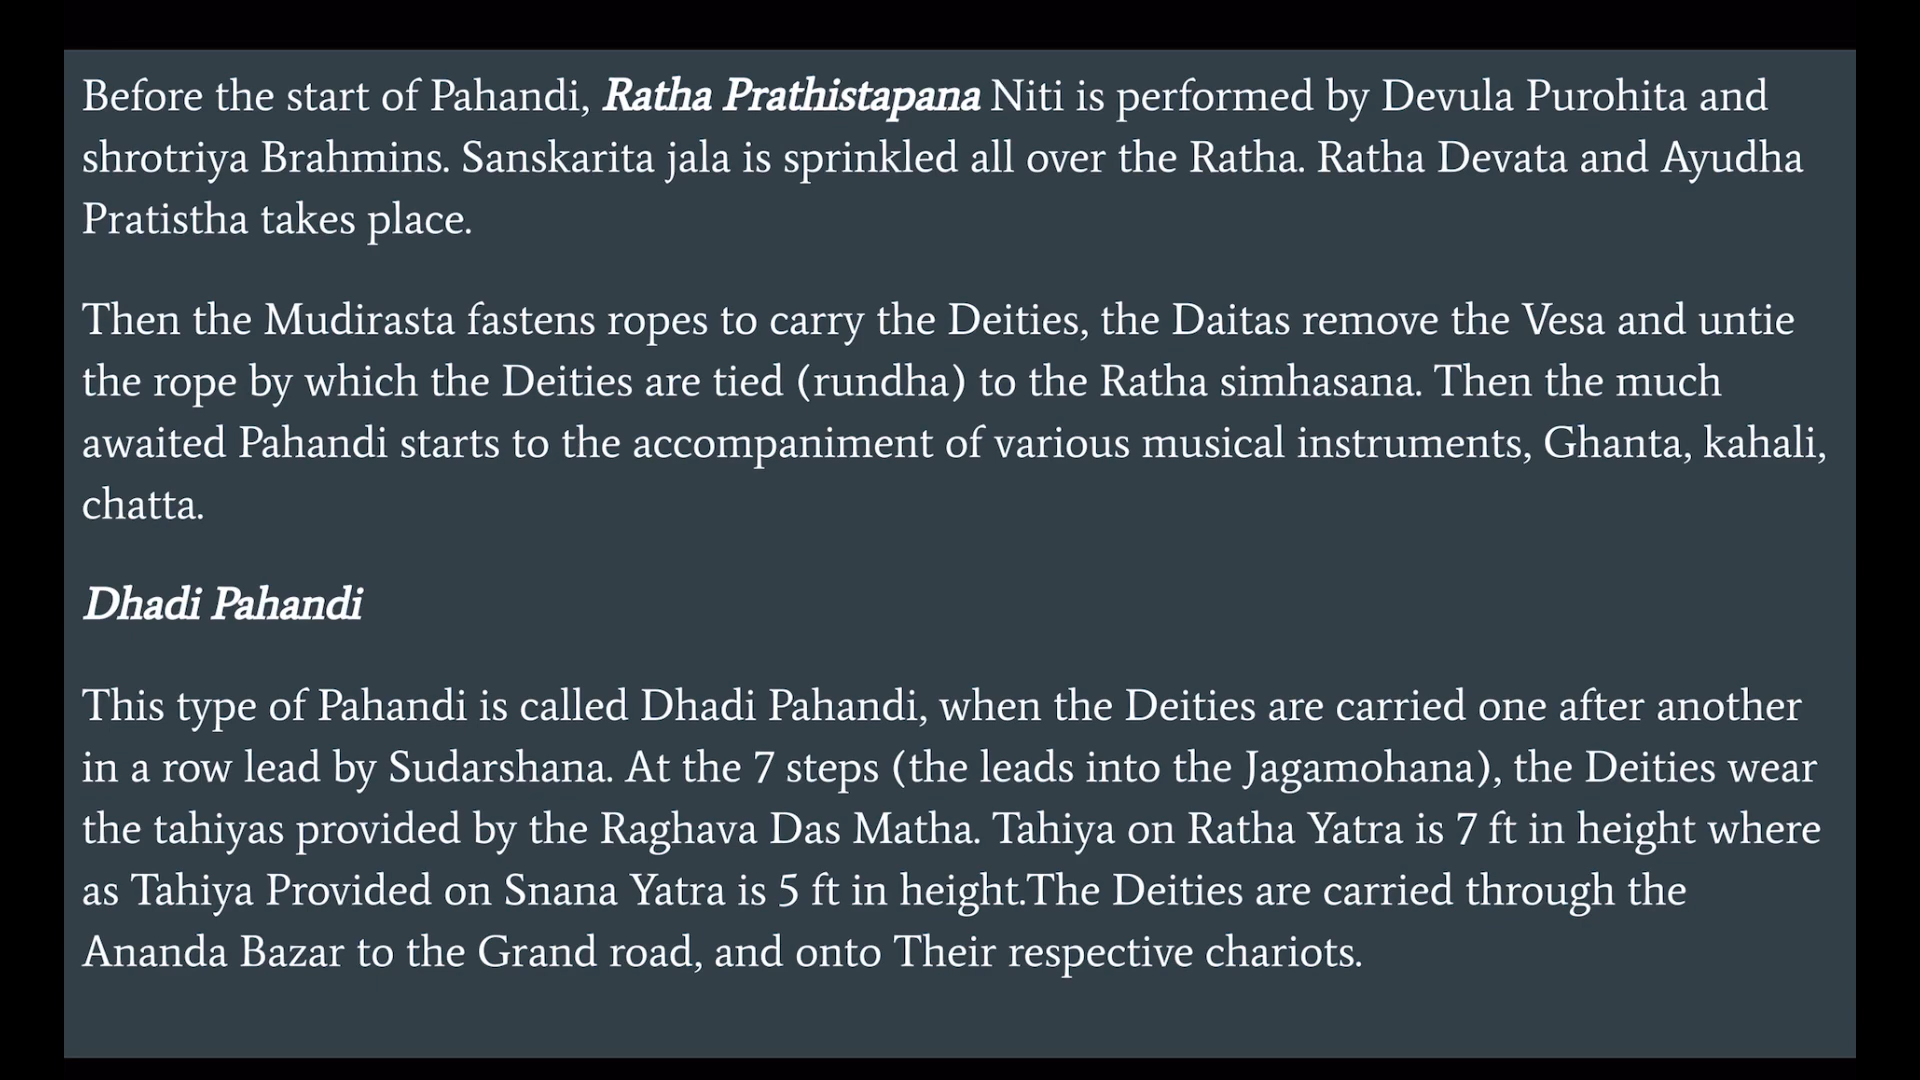 Before the start of Pahandi, Ratha Prathistapana Niti is performed by Devula Purohita and
shrotriya Brahmins. Sanskarita jala is sprinkled all over the Ratha. Ratha Devata and Ayudha
Pratistha takes place.
Then the Mudirasta fastens ropes to carry the Deities, the Daitas remove the Vesa and untie
the rope by which the Deities are tied (rundha) to the Ratha simhasana. Then the much
awaited Pahandi starts to the accompaniment of various musical instruments, Ghanta, kahali,
chatta.
Dhadi Pahandi
This type of Pahandi is called Dhadi Pahandi, when the Deities are carried one after another
in a row lead by Sudarshana. At the 7 steps (the leads into the Jagamohana), the Deities wear
the tahiyas provided by the Raghava Das Matha. Tahiya on Ratha Yatra is 7 ft in height where
as Tahiya Provided on Snana Yatra is 5 ft in height.The Deities are carried through the
Ananda Bazar to the Grand road, and onto Their respective chariots.